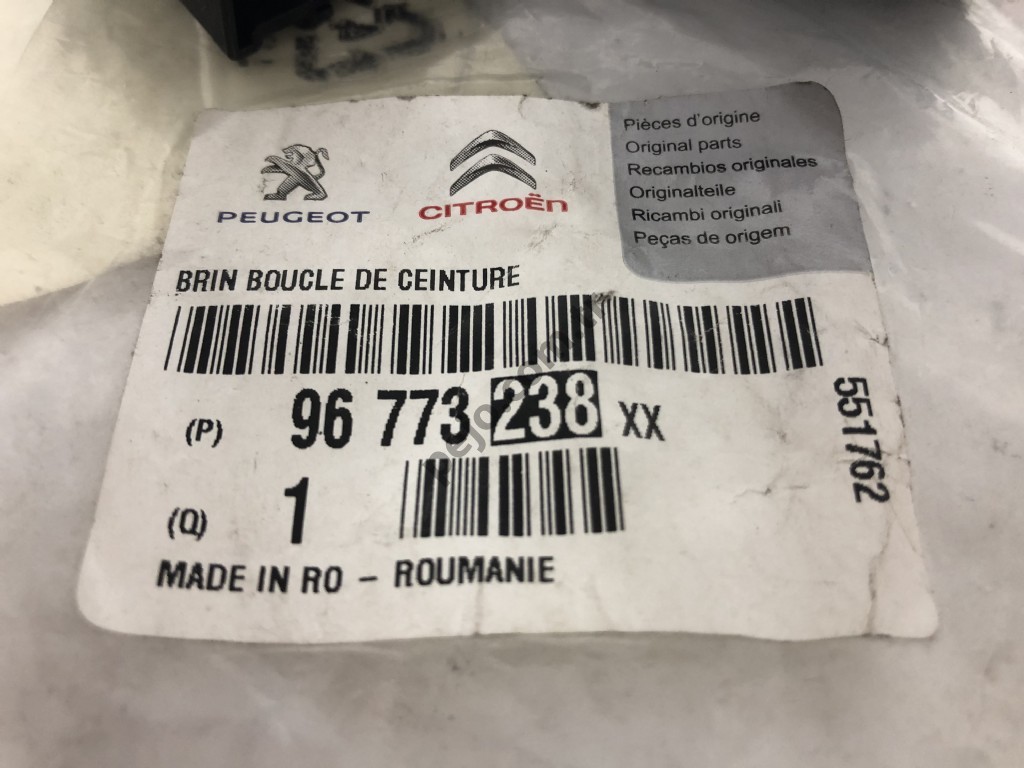 PEUGEOT
CITROËN
Pièces d'origine
Original parts
Recambios originales
Originalteile
Ricambi originali
Peças de origem
BRIN BOUCLE DE CEINTURE
(P) 96 773 238 XX
551762
(Q) 1
MADE IN RO - ROUMANIE